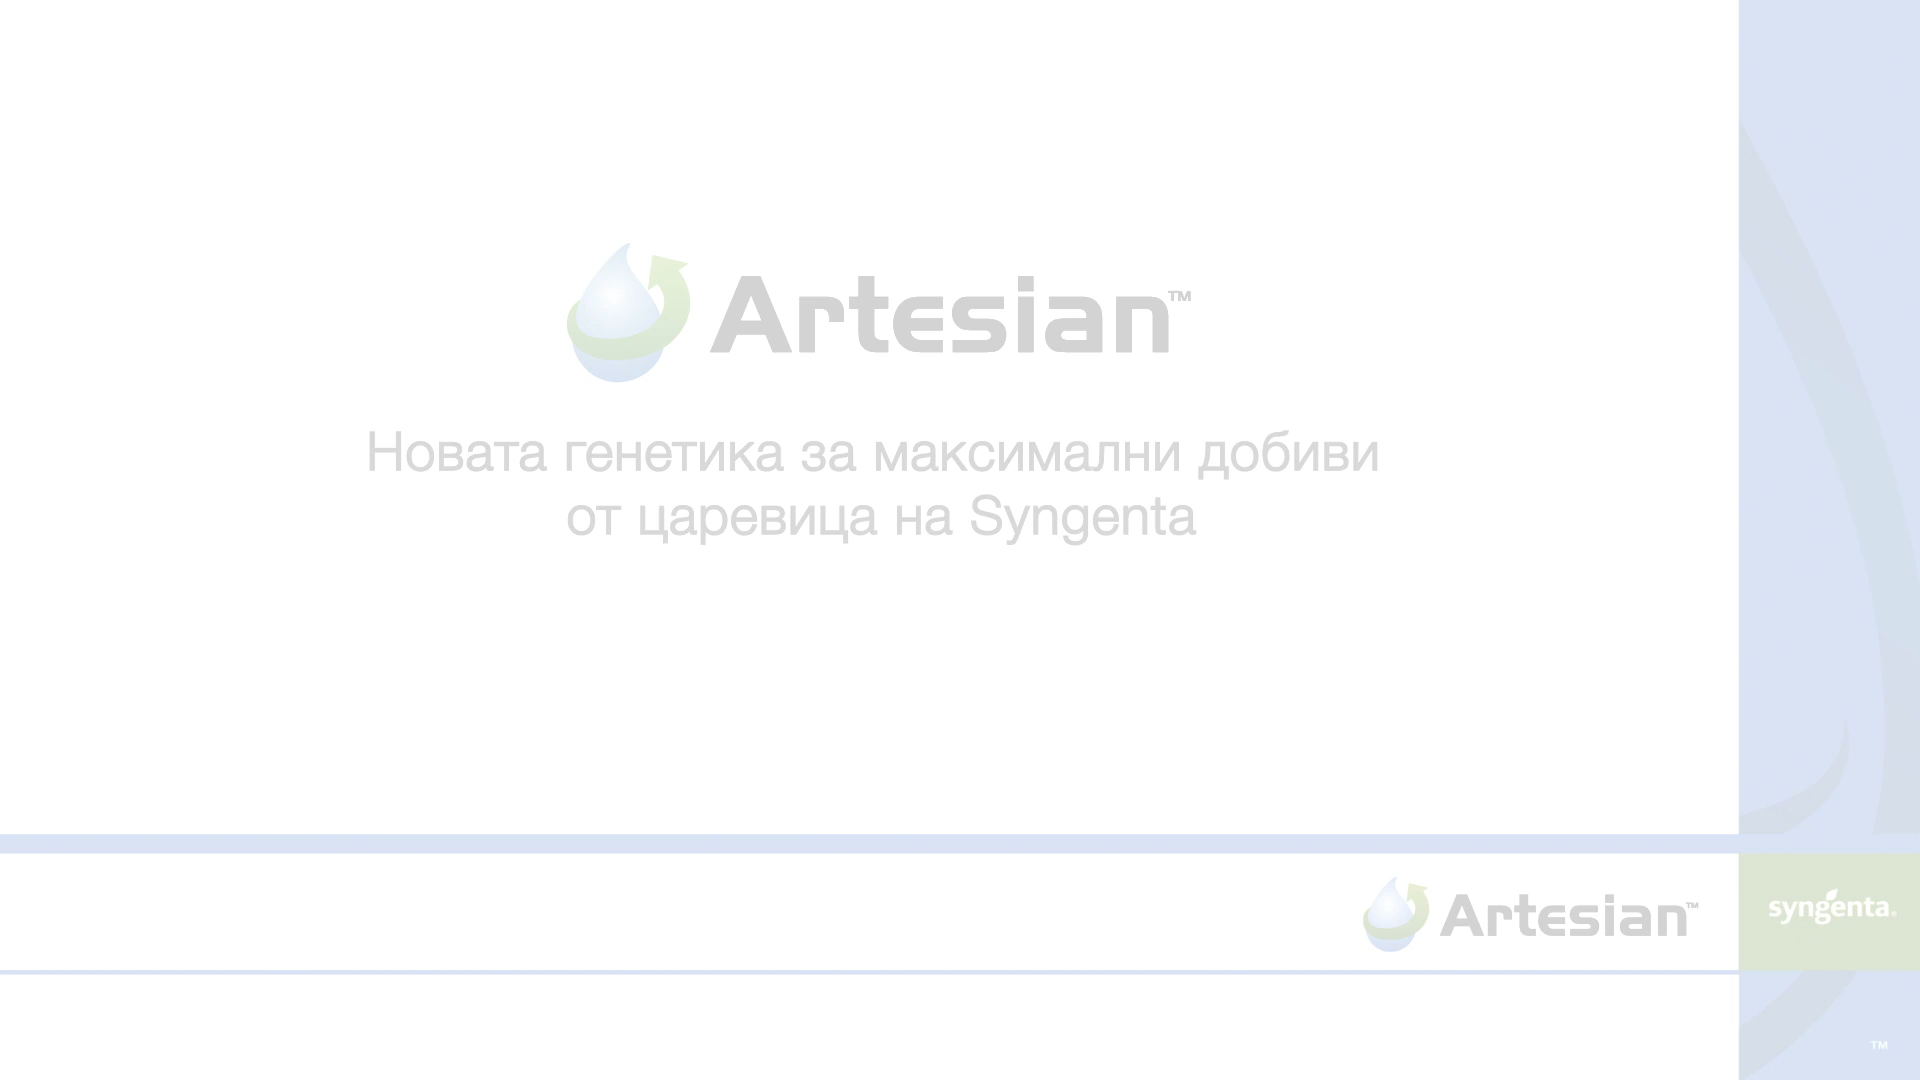 Artesian™
Новата генетика за максимални добиви
от царевица на Syngenta
Artesian™
syngenta®
™